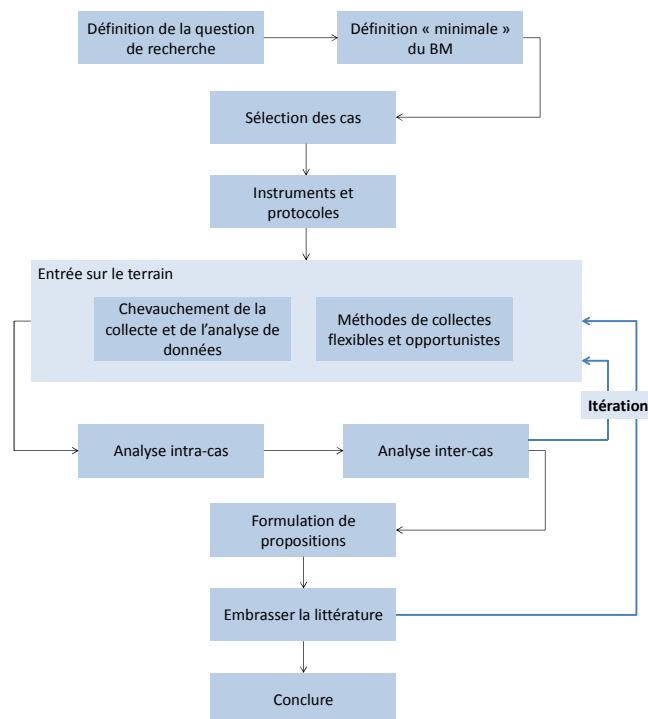 Définition de la question
de recherche
Définition « minimale »
du BM
Sélection des cas
Instruments et
protocoles
Entrée sur le terrain
Chevauchement de la
collecte et de l'analyse de
données
Méthodes de collectes
flexibles et opportunistes
Itération
Analyse intra-cas
Analyse inter-cas
Formulation de
propositions
Embrasser la littérature
Conclure